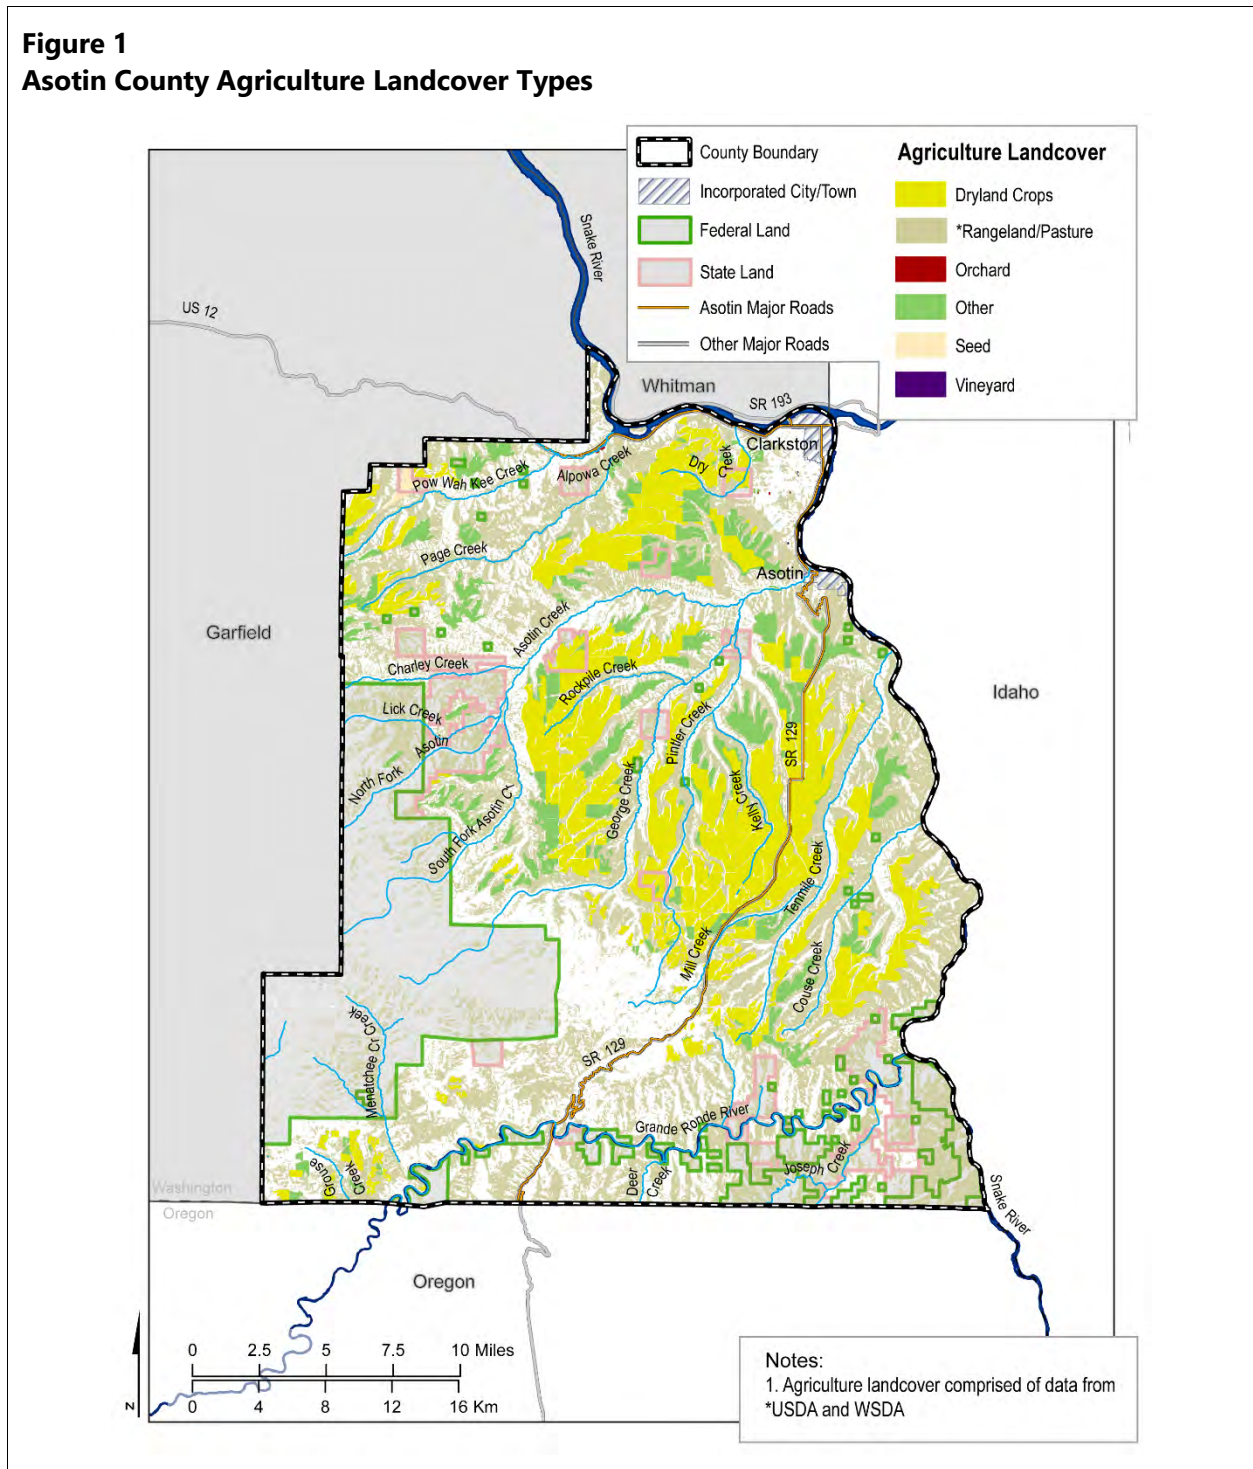 Figure 1
Asotin County Agriculture Landcover Types
County Boundary
Incorporated City/Town
Federal Land
State Land
Asotin Major Roads
Other Major Roads
Agriculture Landcover
Dryland Crops
*Rangeland/Pasture
Orchard
Other
Seed
Vineyard
Snake River
US 12
Whitman
SR 193
Clarkston
Dry Creek
Alpowa Creek
Pow Wah Kee Creek
Page Creek
Asotin
Asotin Creek
Garfield
Charley Creek
Rockpile Creek
Idaho
Lick Creek
North Fork Asotin
Pintler Creek
SR 129
South Fork Asotin Cr
George Creek
Kelly Creek
Tenmile Creek
Mill Creek
Couse Creek
Menatchee Cr Creek
SR 129
Grande Ronde River
Grouse
Creek
Deer
Creek
Joseph Creek
Washington
Oregon
Snake River
Oregon
0 2.5 5 7.5 10 Miles
0 4 8 12 16 Km
N
Notes:
1. Agriculture landcover comprised of data from
*USDA and WSDA